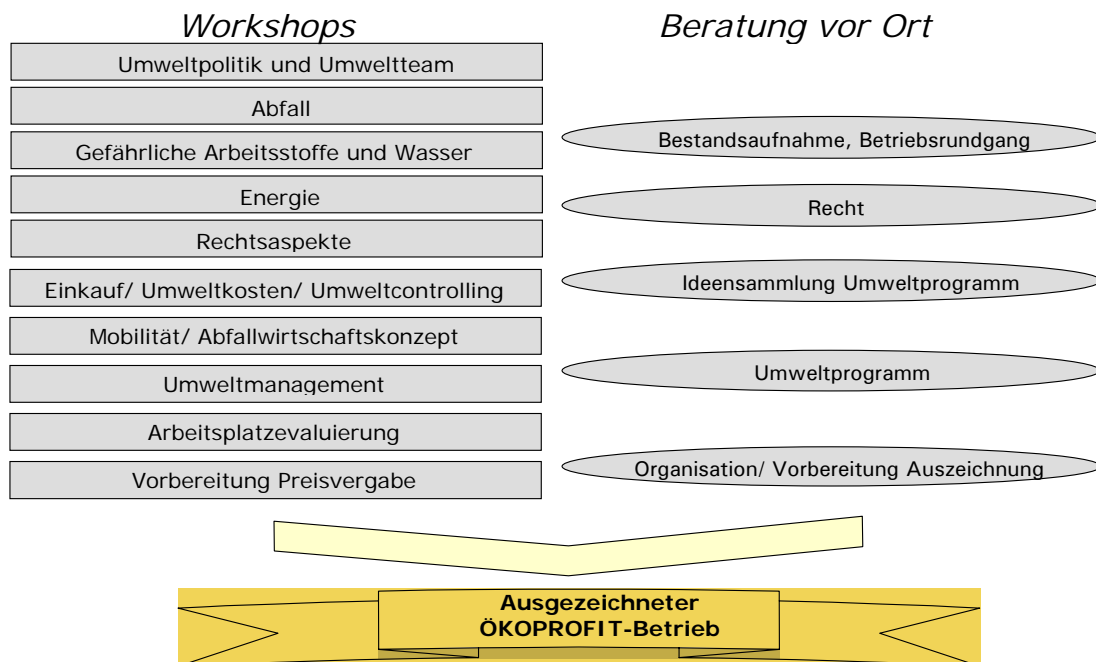 Workshops
Umweltpolitik und Umweltteam
Abfall
Gefährliche Arbeitsstoffe und Wasser
Energie
Rechtsaspekte
Einkauf/ Umweltkosten/ Umweltcontrolling
Mobilität/ Abfallwirtschaftskonzept
Umweltmanagement
Arbeitsplatzevaluierung
Vorbereitung Preisvergabe
Beratung vor Ort
Bestandsaufnahme, Betriebsrundgang
Recht
Ideensammlung Umweltprogramm
Umweltprogramm
Organisation/ Vorbereitung Auszeichnung
Ausgezeichneter
ÖKOPROFIT-Betrieb